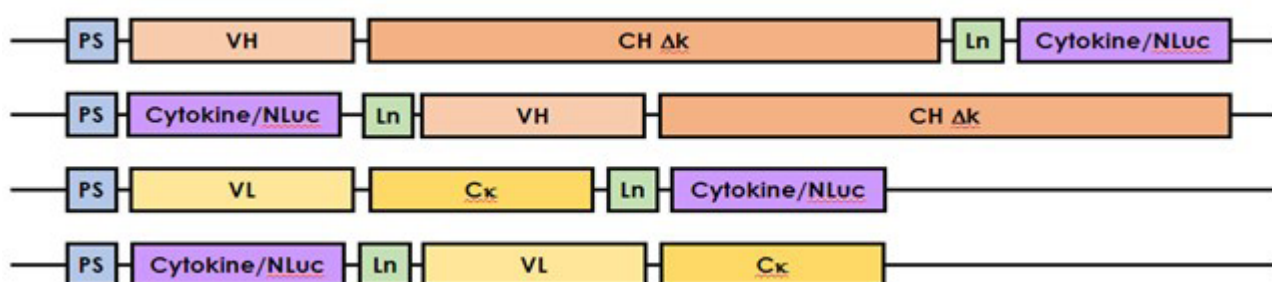 PS VH CH Δk Ln Cytokine/NLuc
PS Cytokine/NLuc Ln VH CH Δk
PS VL Cκ Ln Cytokine/NLuc
PS Cytokine/NLuc Ln VL Cκ